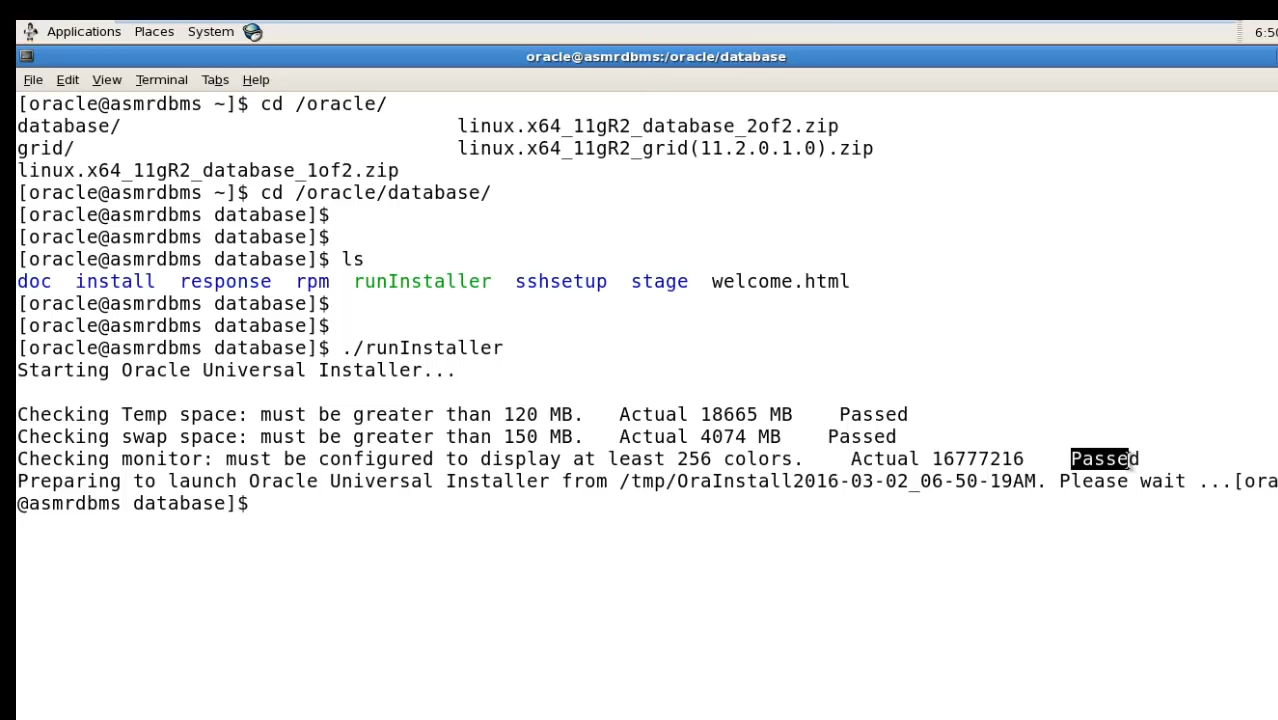 Applications Places System 6:50
oracle@asmrdbms:/oracle/database
File Edit View Terminal Tabs Help
[oracle@asmrdbms ~]$ cd /oracle/
database/ linux.x64_11gR2_database_2of2.zip
grid/ linux.x64_11gR2_grid(11.2.0.1.0).zip
linux.x64_11gR2_database_1of2.zip
[oracle@asmrdbms ~]$ cd /oracle/database/
[oracle@asmrdbms database]$
[oracle@asmrdbms database]$
[oracle@asmrdbms database]$ ls
doc install response rpm runInstaller sshsetup stage welcome.html
[oracle@asmrdbms database]$
[oracle@asmrdbms database]$
[oracle@asmrdbms database]$ ./runInstaller
Starting Oracle Universal Installer...
Checking Temp space: must be greater than 120 MB. Actual 18665 MB Passed
Checking swap space: must be greater than 150 MB. Actual 4074 MB Passed
Checking monitor: must be configured to display at least 256 colors. Actual 16777216 Passed
Preparing to launch Oracle Universal Installer from /tmp/OraInstall2016-03-02_06-50-19AM. Please wait ...[ora
@asmrdbms database]$